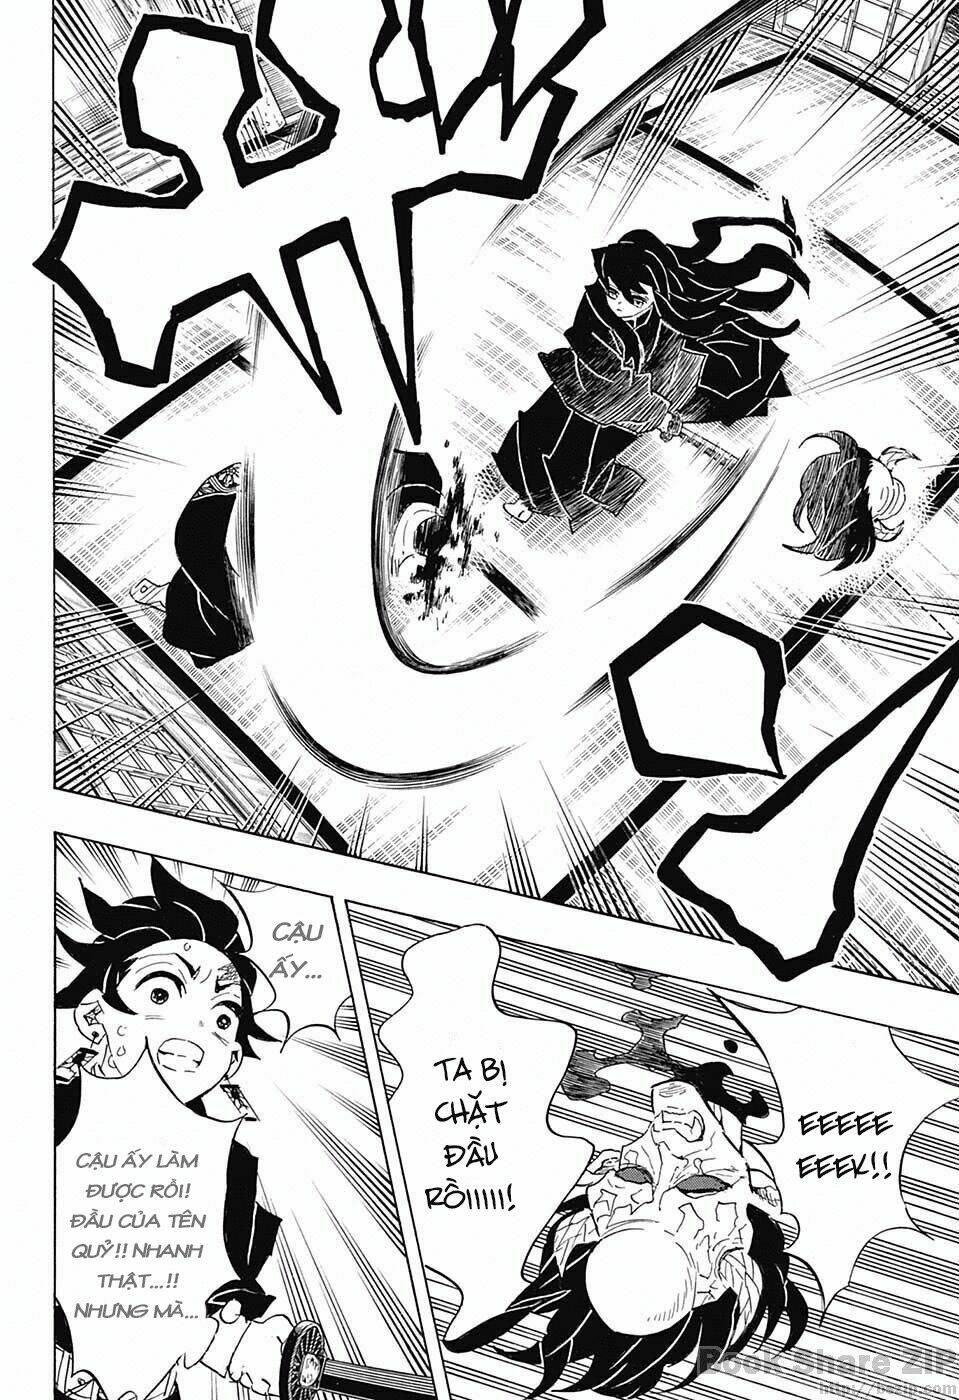 EEEEE
EEEK!!
TA BỊ
CHẶT
ĐẦU
RỒIIIII!
CẬU
ẤY...
CẬU ẤY LÀM
ĐƯỢC RỒI!
ĐẦU CỦA TÊN
QUỶ!! NHANH
THẬT...!!
NHƯNG MÀ...
Book Share ZIP